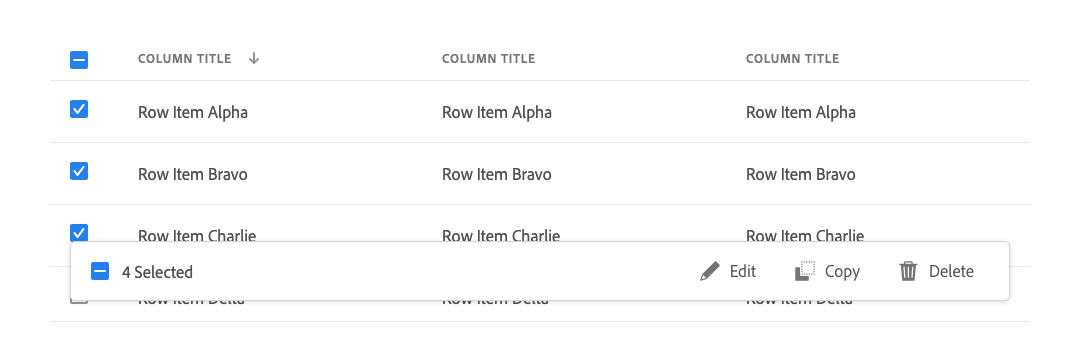 COLUMN TITLE COLUMN TITLE COLUMN TITLE
Row Item Alpha Row Item Alpha Row Item Alpha
Row Item Bravo Row Item Bravo Row Item Bravo
Row Item Charlie Row Item Charlie Row Item Charlie
4 Selected Edit Copy Delete
Row Item Delta Row Item Delta Row Item Delta